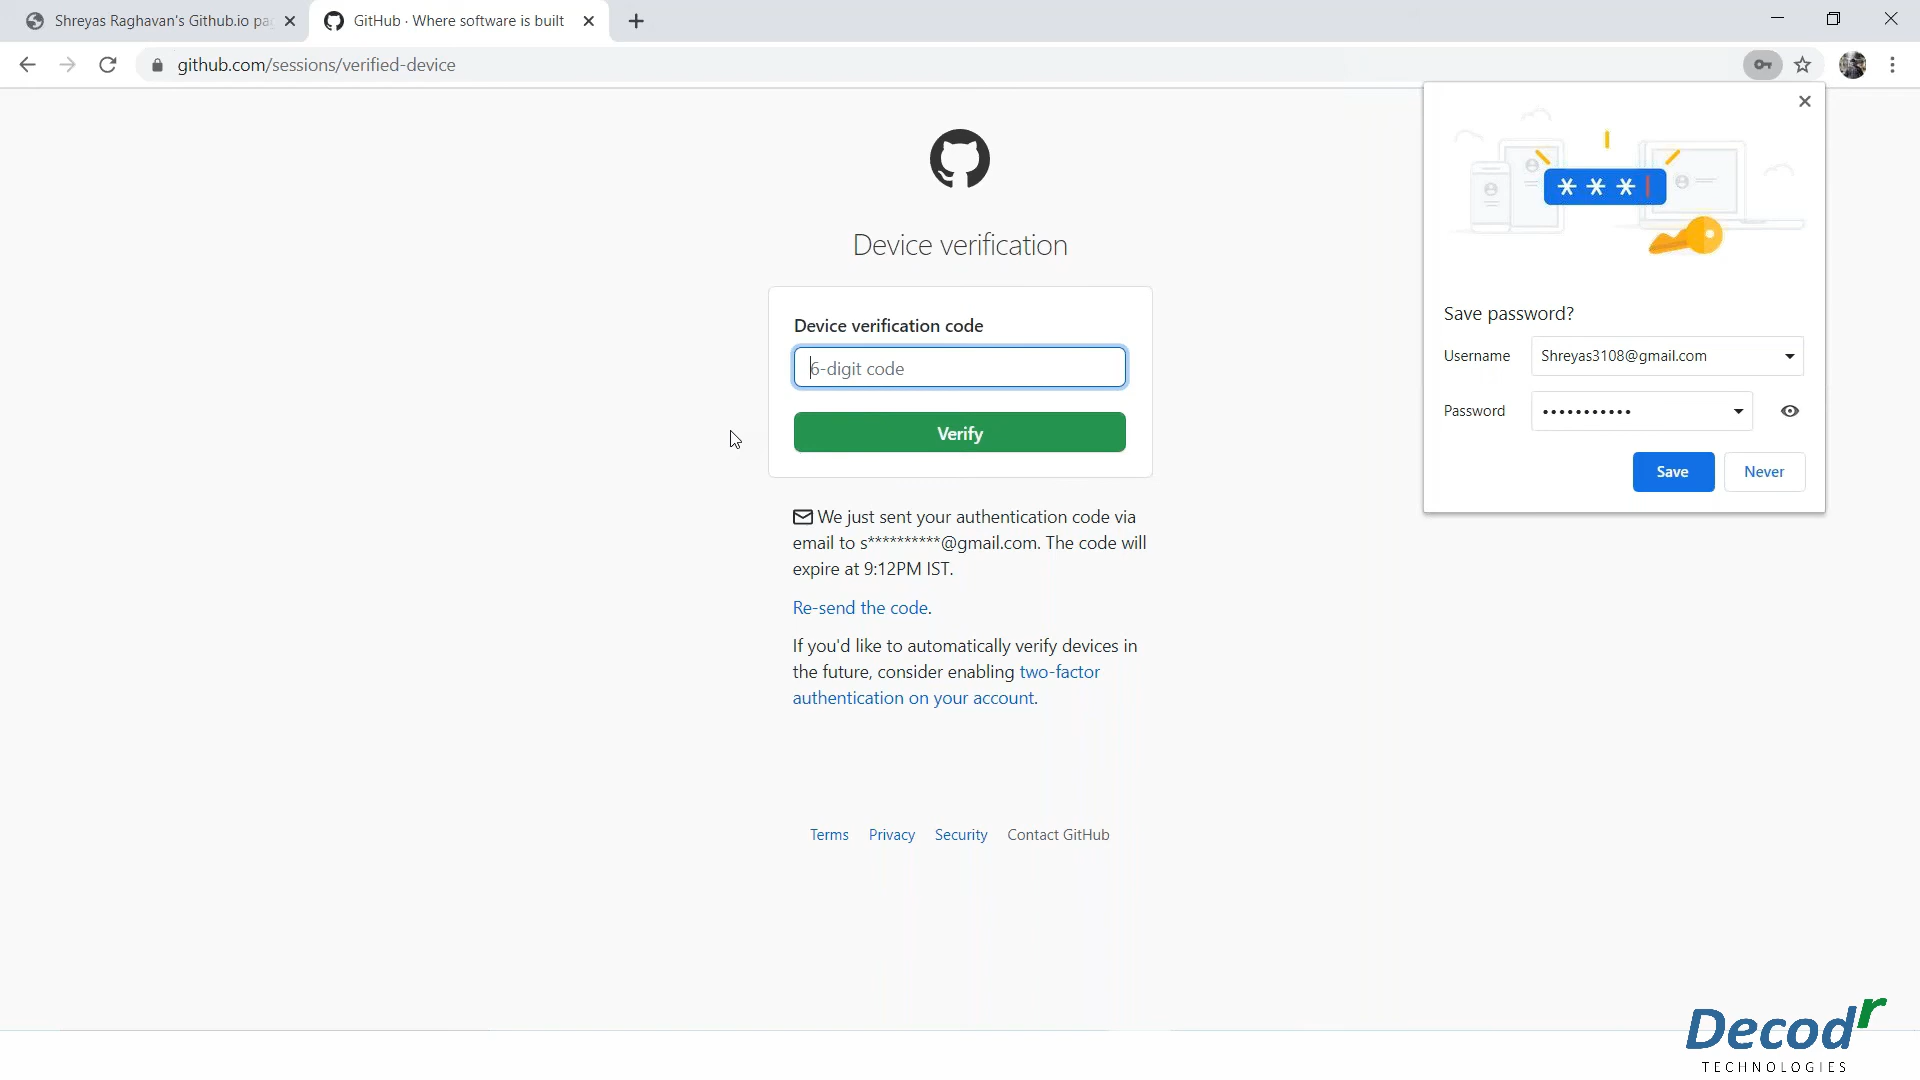 Shreyas Raghavan's Github.io pa
GitHub · Where software is built
github.com/sessions/verified-device
Device verification
Device verification code
6-digit code
Verify
We just sent your authentication code via
email to s**********@gmail.com. The code will
expire at 9:12PM IST.
Re-send the code.
If you'd like to automatically verify devices in
the future, consider enabling two-factor
authentication on your account.
Terms Privacy Security Contact GitHub
***
Save password?
Username Shreyas3108@gmail.com
Password •••••••••••
Save Never
Decodr
TECHNOLOGIES